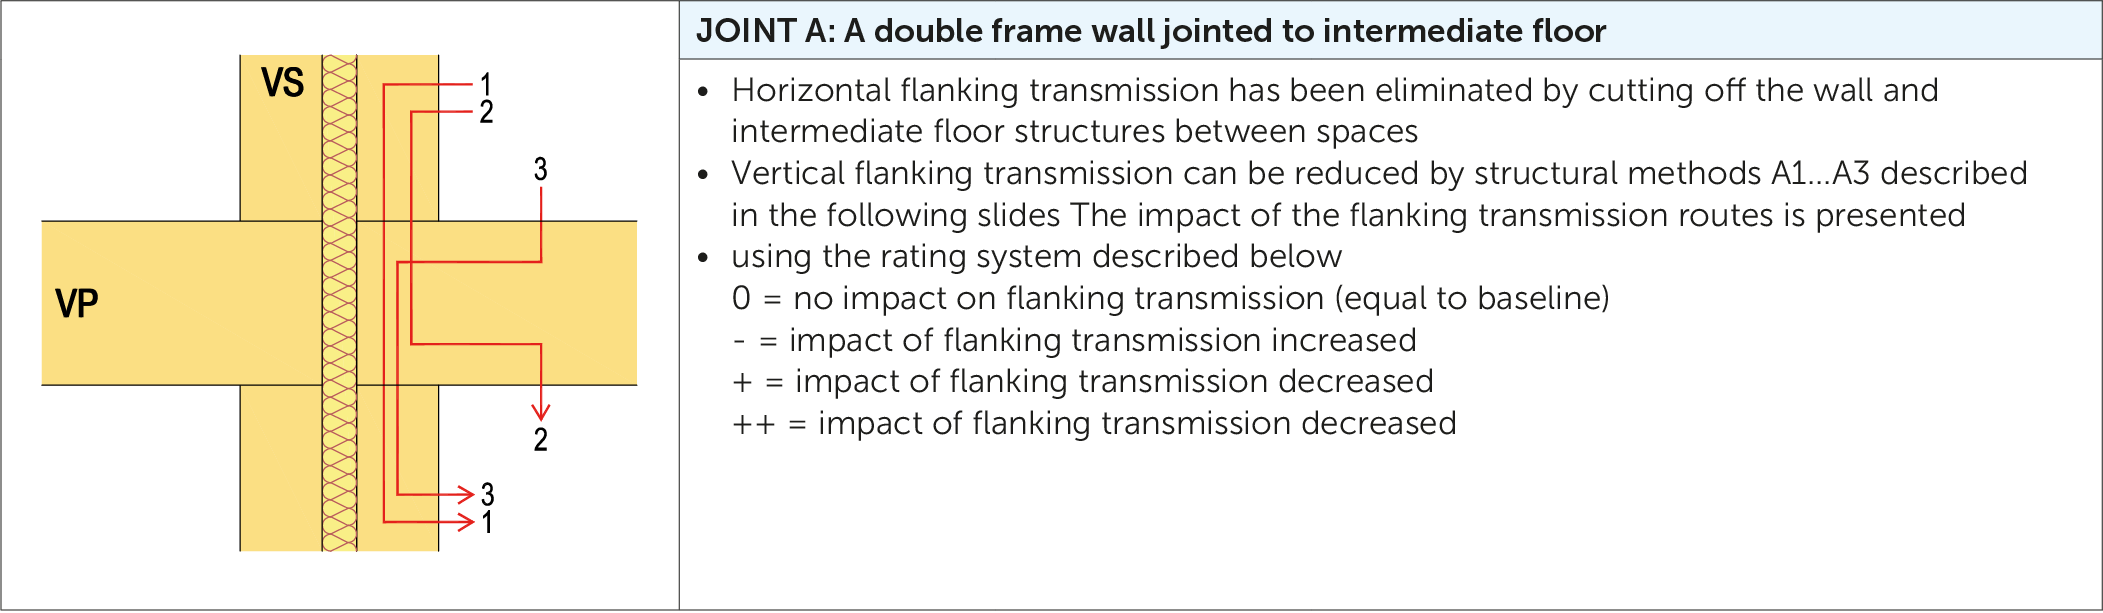 VS
1
2
3
VP
2
3
1
JOINT A: A double frame wall jointed to intermediate floor
• Horizontal flanking transmission has been eliminated by cutting off the wall and
intermediate floor structures between spaces
• Vertical flanking transmission can be reduced by structural methods A1...A3 described
in the following slides The impact of the flanking transmission routes is presented
• using the rating system described below
0 = no impact on flanking transmission (equal to baseline)
- = impact of flanking transmission increased
+ = impact of flanking transmission decreased
++ = impact of flanking transmission decreased